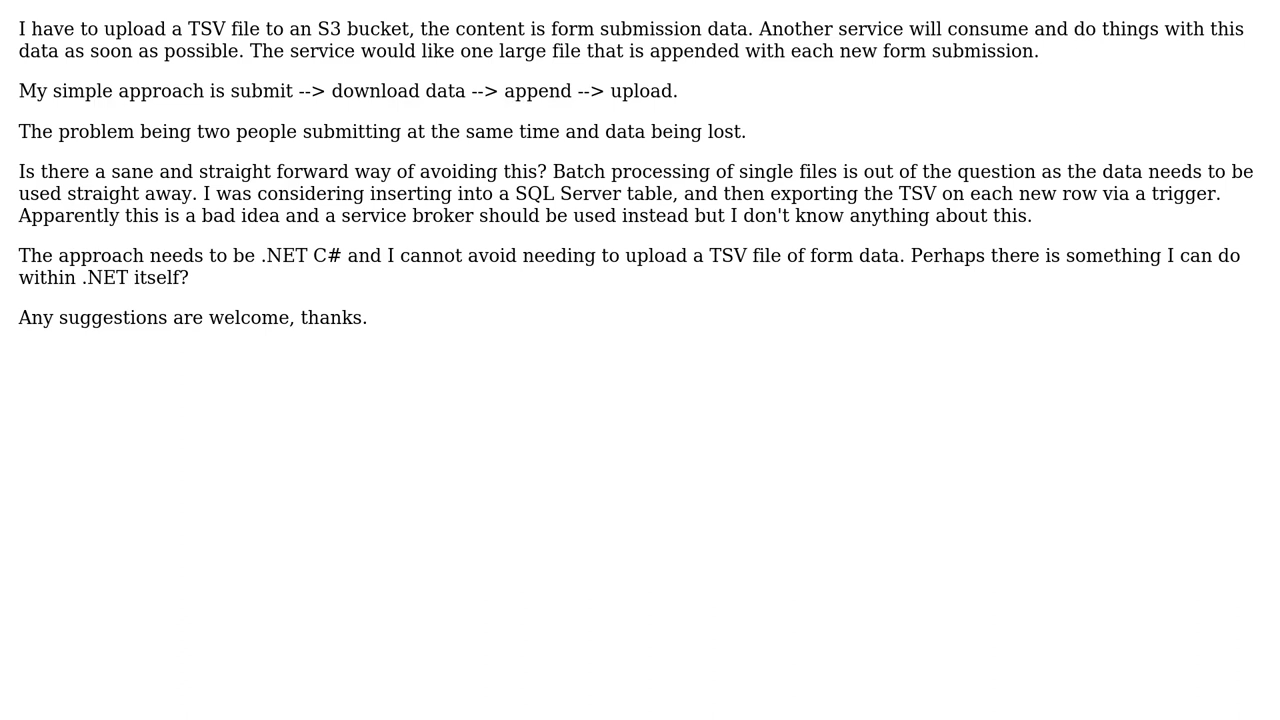 I have to upload a TSV file to an S3 bucket, the content is form submission data. Another service will consume and do things with this
data as soon as possible. The service would like one large file that is appended with each new form submission.
My simple approach is submit --> download data --> append --> upload.
The problem being two people submitting at the same time and data being lost.
Is there a sane and straight forward way of avoiding this? Batch processing of single files is out of the question as the data needs to be
used straight away. I was considering inserting into a SQL Server table, and then exporting the TSV on each new row via a trigger.
Apparently this is a bad idea and a service broker should be used instead but I don't know anything about this.
The approach needs to be .NET C# and I cannot avoid needing to upload a TSV file of form data. Perhaps there is something I can do
within .NET itself?
Any suggestions are welcome, thanks.